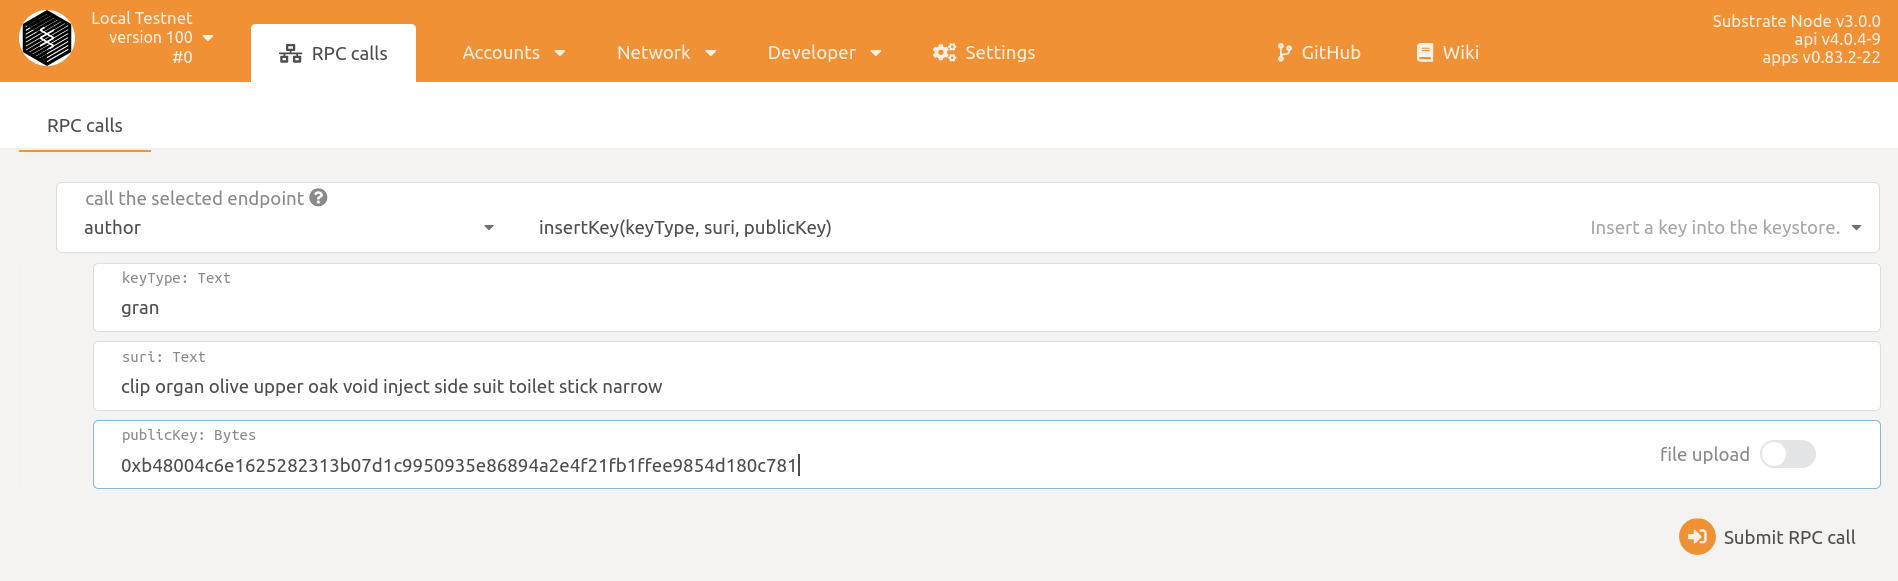 Local Testnet
version 100
#0
RPC calls
Accounts
Network
Developer
Settings
GitHub
Wiki
Substrate Node v3.0.0
api v4.0.4-9
apps v0.83.2-22
RPC calls
call the selected endpoint
author
insertKey(keyType, suri, publicKey)
Insert a key into the keystore.
keyType: Text
gran
suri: Text
clip organ olive upper oak void inject side suit toilet stick narrow
publicKey: Bytes
0xb48004c6e1625282313b07d1c9950935e86894a2e4f21fb1ffee9854d180c781
file upload
Submit RPC call